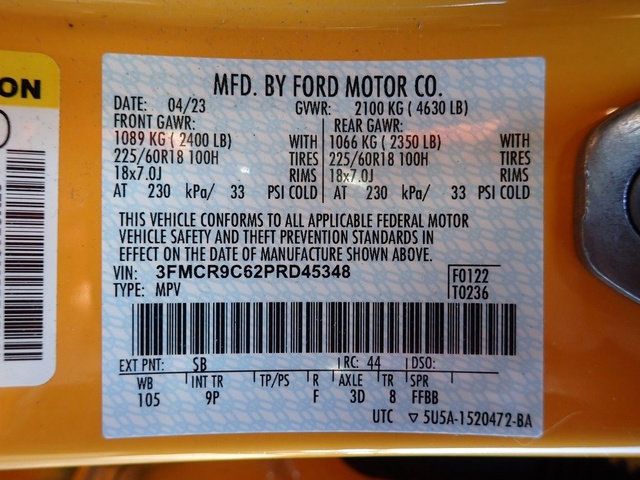 ON
MFD. BY FORD MOTOR CO.
DATE: 04/23 GVWR: 2100 KG ( 4630 LB)
FRONT GAWR: REAR GAWR:
1089 KG ( 2400 LB) WITH 1066 KG ( 2350 LB) WITH
225/60R18 100H TIRES 225/60R18 100H TIRES
18x7.0J RIMS 18x7.0J RIMS
AT 230 kPa/ 33 PSI COLD AT 230 kPa/ 33 PSI COLD
THIS VEHICLE CONFORMS TO ALL APPLICABLE FEDERAL MOTOR
VEHICLE SAFETY AND THEFT PREVENTION STANDARDS IN
EFFECT ON THE DATE OF MANUFACTURE SHOWN ABOVE.
VIN: 3FMCR9C62PRD45348 F0122
TYPE: MPV T0236
EXT PNT: SB RC: 44 DSO:
WB INT TR TP/PS R AXLE TR SPR
105 9P F 3D 8 FFBB
UTC ▽ 5U5A-1520472-BA